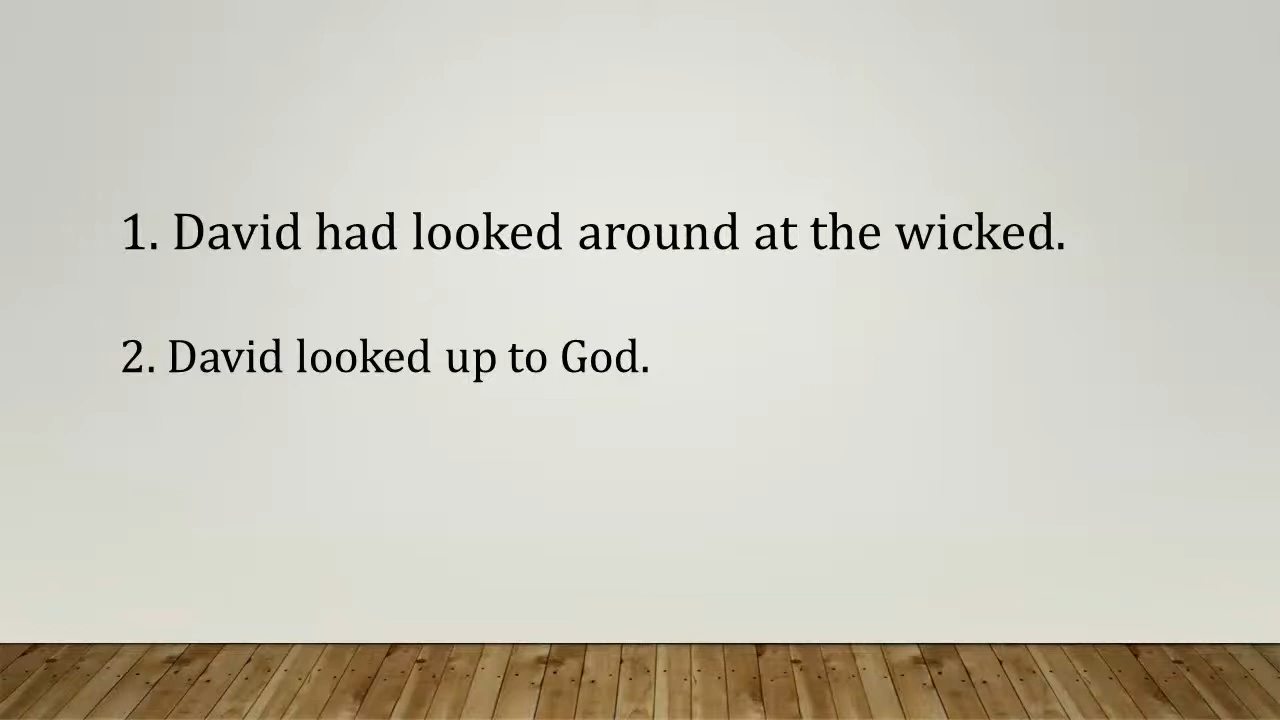 1. David had looked around at the wicked.
2. David looked up to God.